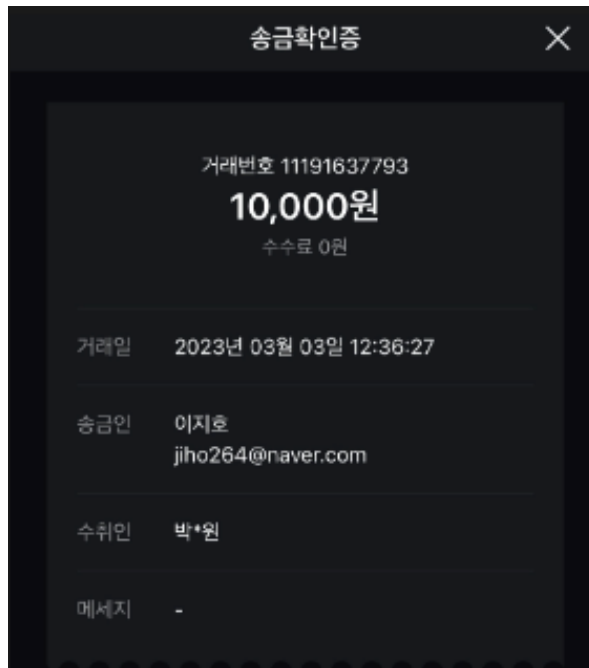 송금확인증
거래번호 11191637793
10,000원
수수료 0원
거래일 2023년 03월 03일 12:36:27
송금인 이지호
jiho264@naver.com
수취인 박*원
메세지 -